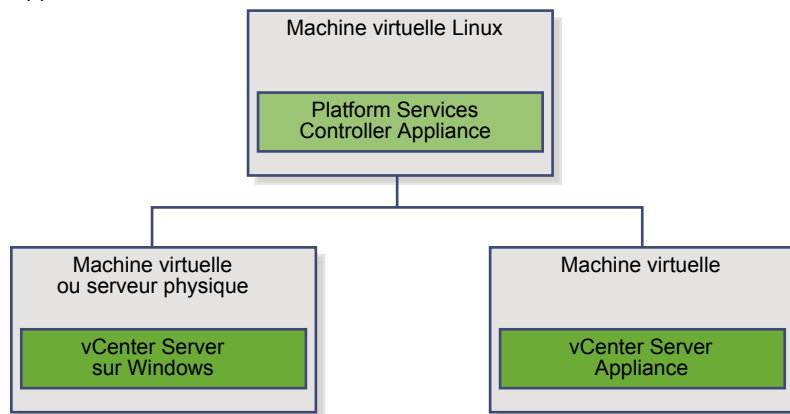 Machine virtuelle Linux
Platform Services
Controller Appliance
Machine virtuelle
ou serveur physique
vCenter Server
sur Windows
Machine virtuelle
vCenter Server
Appliance